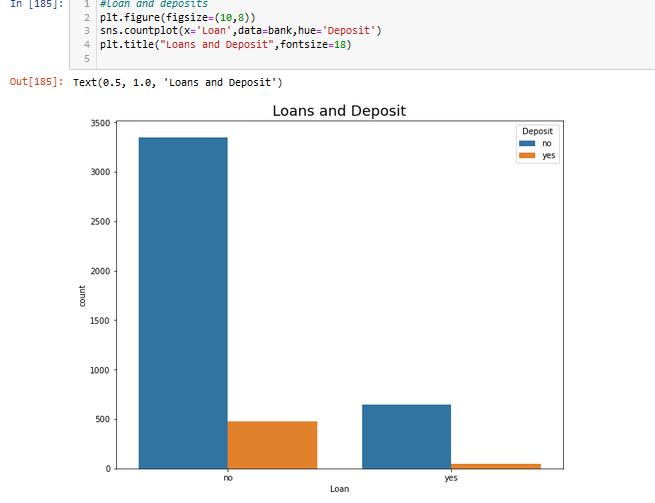 In [185]:
1 #Loan and deposits
2 plt.figure(figsize=(10,8))
3 sns.countplot(x='Loan',data=bank,hue='Deposit')
4 plt.title("Loans and Deposit",fontsize=18)
5
Out[185]: Text(0.5, 1.0, 'Loans and Deposit')
Loans and Deposit
Deposit
no
yes
3500
3000
2500
2000
1500
1000
500
0
count
no yes
Loan